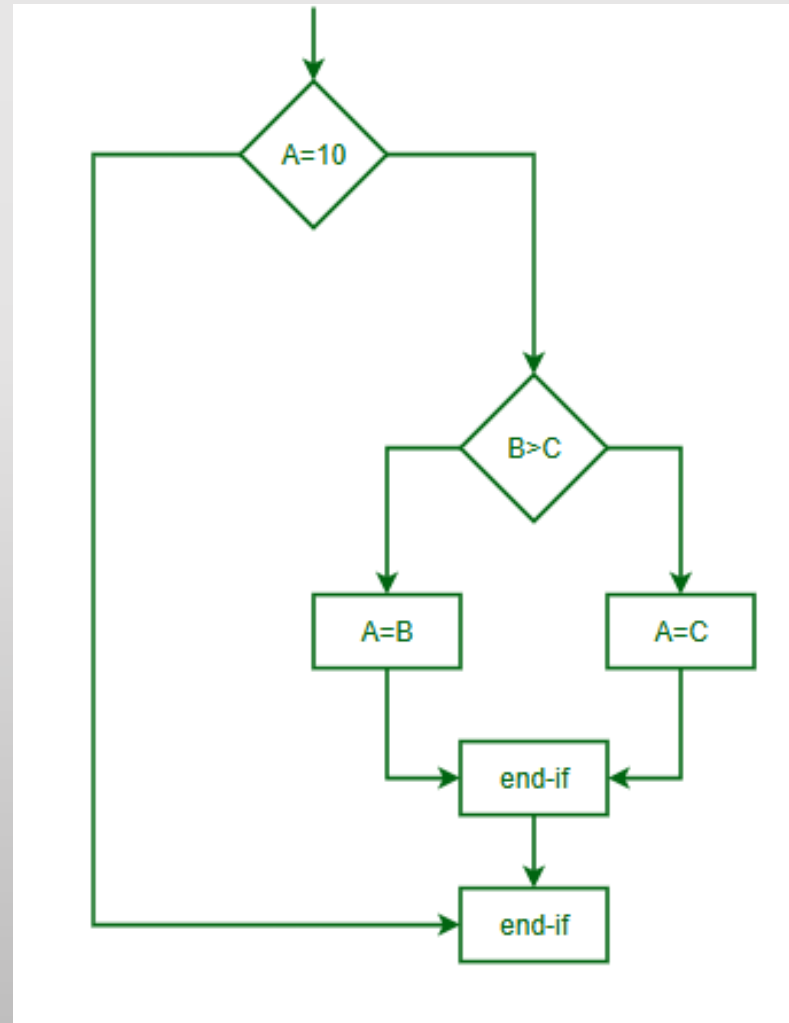 A=10
B>C
A=B
A=C
end-if
end-if